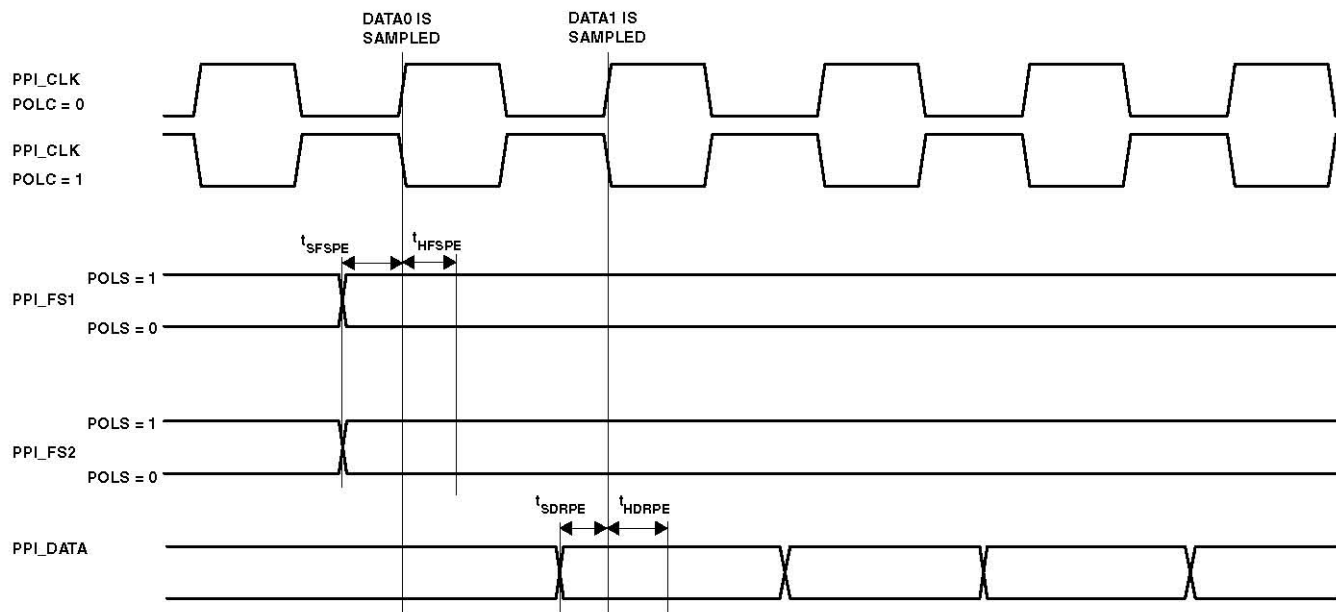 DATA0 IS
SAMPLED
DATA1 IS
SAMPLED
PPI_CLK
POLC = 0
PPI_CLK
POLC = 1
tSFSPE
tHFSPE
POLS = 1
PPI_FS1
POLS = 0
POLS = 1
PPI_FS2
POLS = 0
tSDRPE
tHDRPE
PPI_DATA